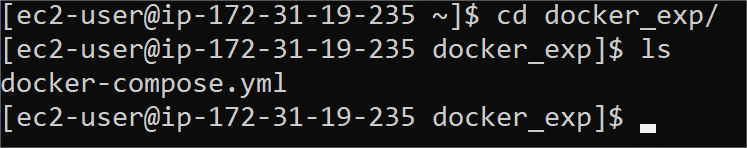 [ec2-user@ip-172-31-19-235 ~]$ cd docker_exp/
[ec2-user@ip-172-31-19-235 docker_exp]$ ls
docker-compose.yml
[ec2-user@ip-172-31-19-235 docker_exp]$